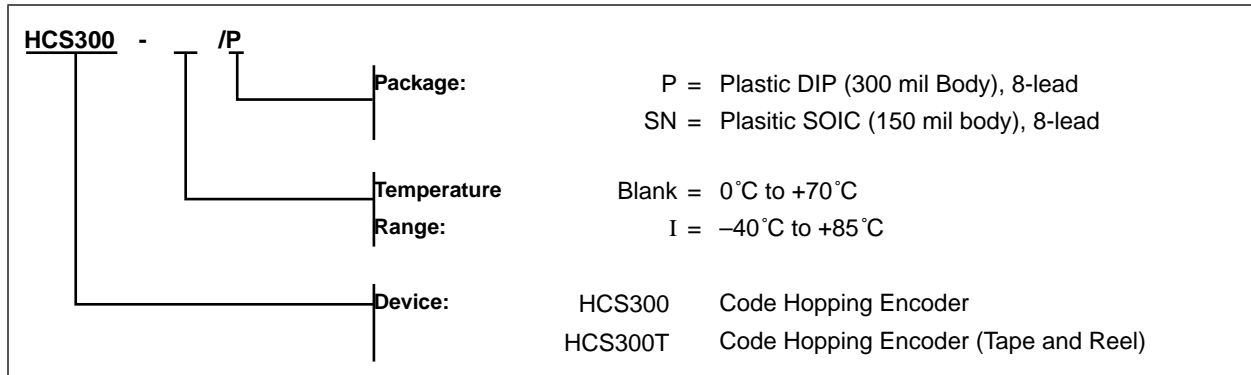 HCS300 - /P
Package: P = Plastic DIP (300 mil Body), 8-lead
SN = Plasitic SOIC (150 mil body), 8-lead
Temperature Blank = 0˚C to +70˚C
Range: I = –40˚C to +85˚C
Device: HCS300 Code Hopping Encoder
HCS300T Code Hopping Encoder (Tape and Reel)